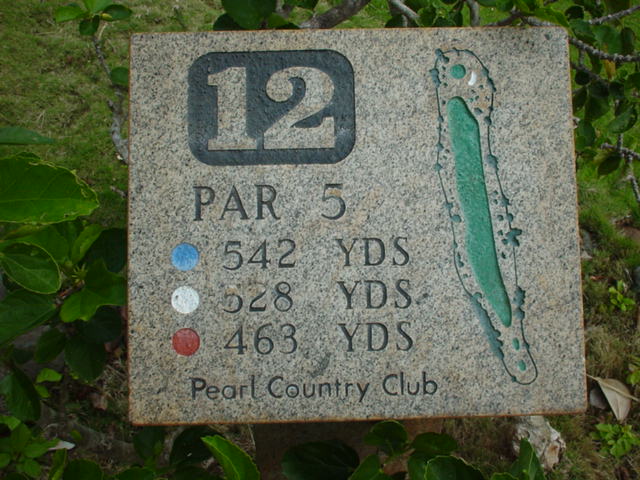 12
PAR 5
542 YDS
528 YDS
463 YDS
Pearl Country Club